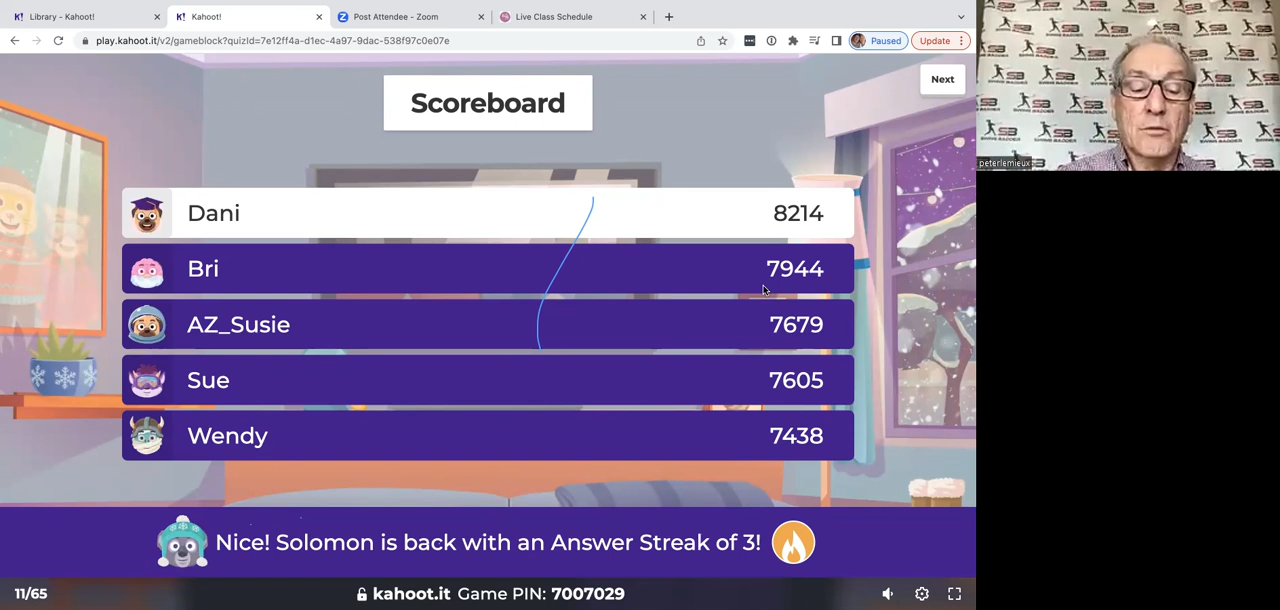 Library - Kahoot!
Kahoot!
Post Attendee - Zoom
Live Class Schedule
play.kahoot.it/v2/gameblock?quizId=7e12ff4a-d1ec-4a97-9dac-538f97c0e07e
Paused
Update
Scoreboard
Next
Dani 8214
Bri 7944
AZ_Susie 7679
Sue 7605
Wendy 7438
Nice! Solomon is back with an Answer Streak of 3!
11/65
kahoot.it Game PIN: 7007029
peterlemieux